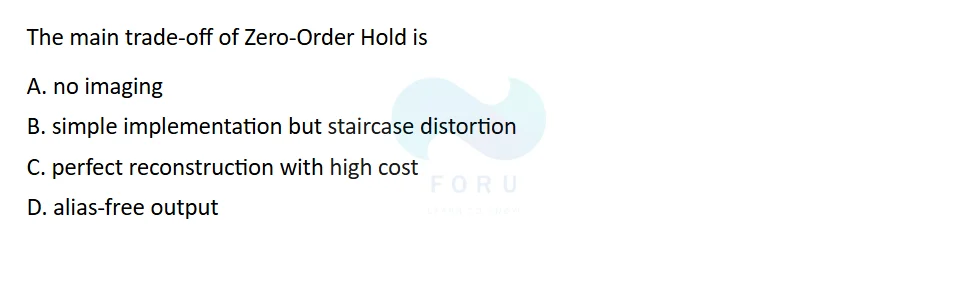 The main trade-off of Zero-Order Hold is
A. no imaging
B. simple implementation but staircase distortion
C. perfect reconstruction with high cost
FORU
D. alias-free output